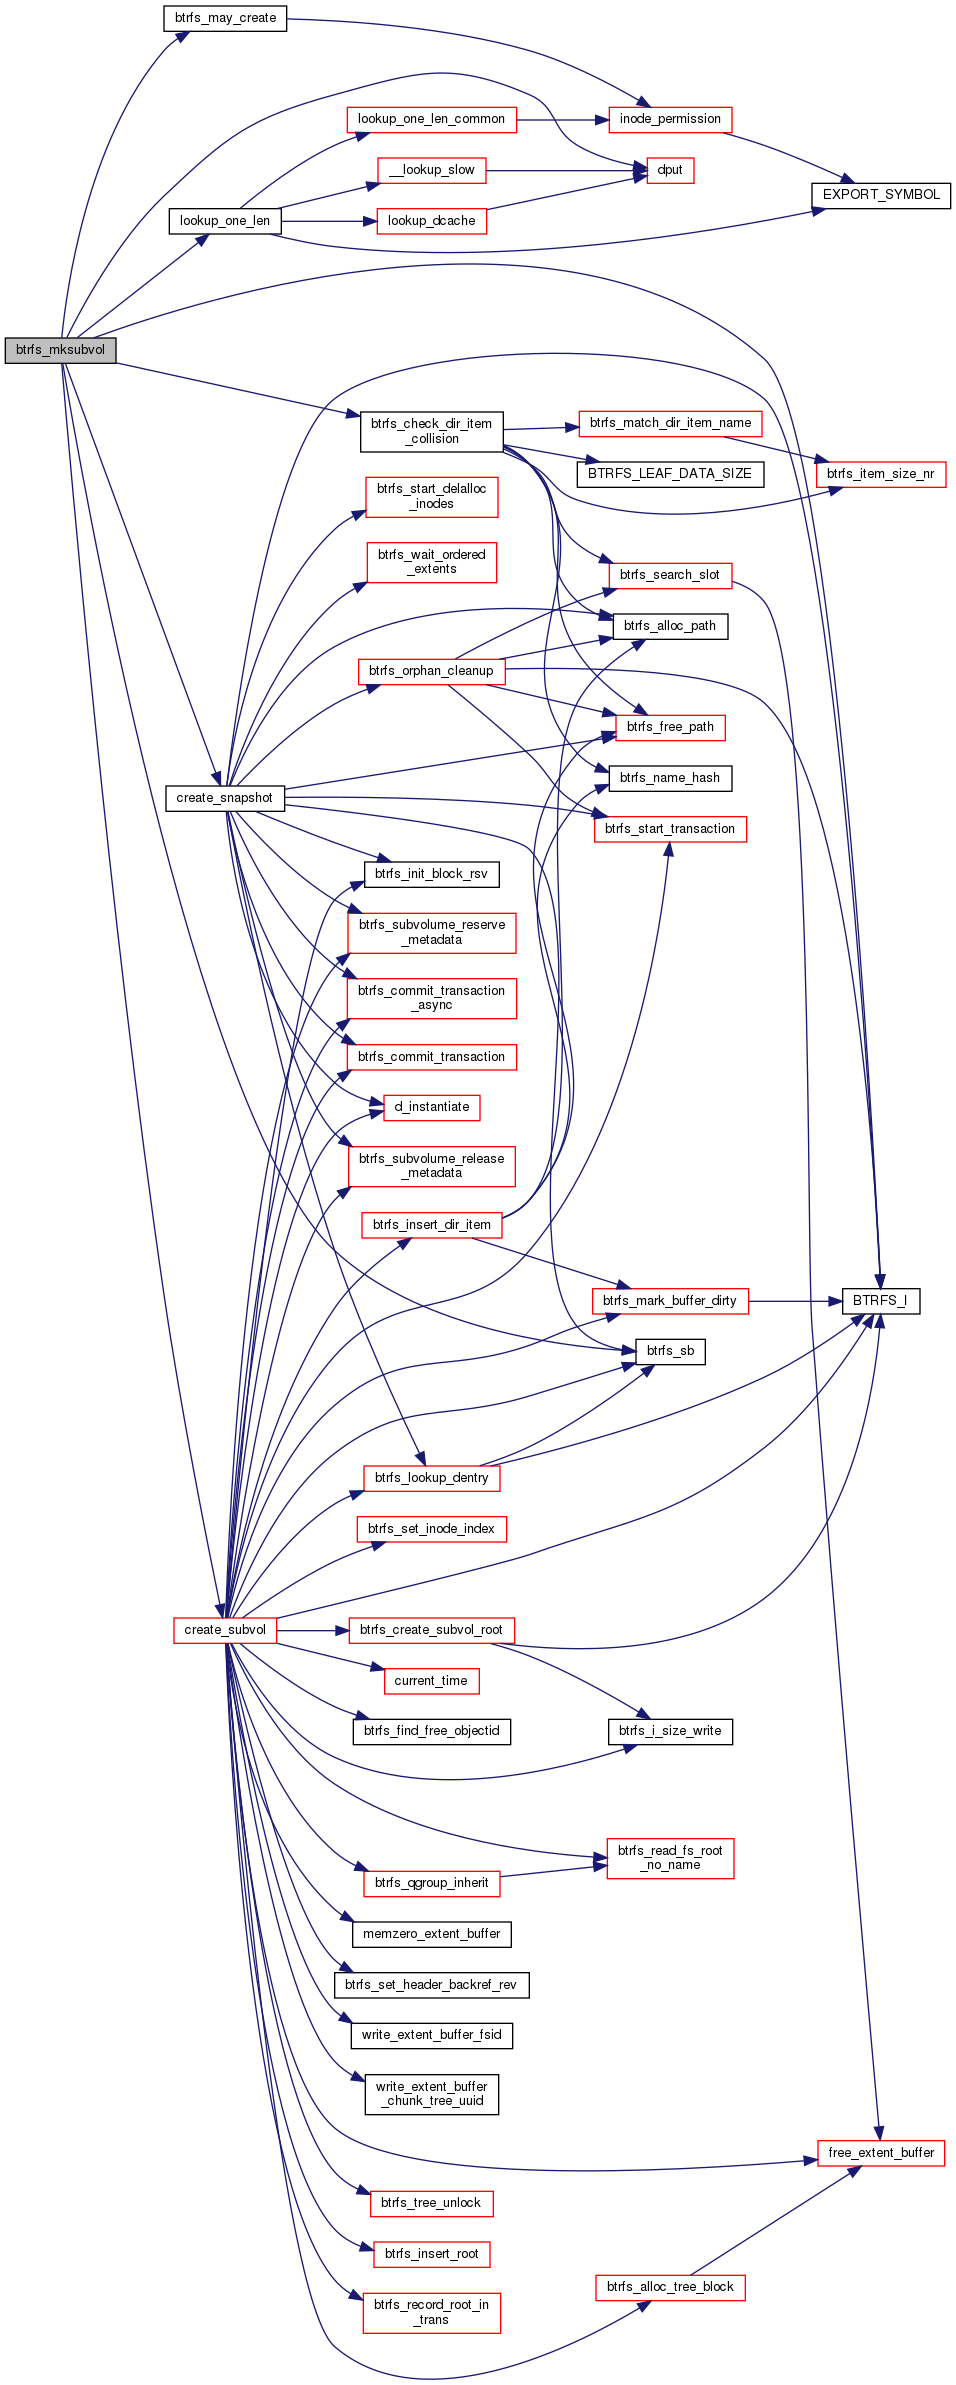 btrfs_may_create
lookup_one_len_common
inode_permission
__lookup_slow
dput
EXPORT_SYMBOL
lookup_one_len
lookup_dcache
btrfs_mksubvol
btrfs_check_dir_item
_collision
btrfs_match_dir_item_name
BTRFS_LEAF_DATA_SIZE
btrfs_item_size_nr
btrfs_start_delalloc
_inodes
btrfs_wait_ordered
_extents
btrfs_search_slot
btrfs_alloc_path
btrfs_orphan_cleanup
btrfs_free_path
btrfs_name_hash
create_snapshot
btrfs_start_transaction
btrfs_init_block_rsv
btrfs_subvolume_reserve
_metadata
btrfs_commit_transaction
_async
btrfs_commit_transaction
d_instantiate
btrfs_subvolume_release
_metadata
btrfs_insert_dir_item
btrfs_mark_buffer_dirty
BTRFS_I
btrfs_sb
btrfs_lookup_dentry
btrfs_set_inode_index
create_subvol
btrfs_create_subvol_root
current_time
btrfs_find_free_objectid
btrfs_i_size_write
btrfs_read_fs_root
_no_name
btrfs_qgroup_inherit
memzero_extent_buffer
btrfs_set_header_backref_rev
write_extent_buffer_fsid
write_extent_buffer
_chunk_tree_uuid
free_extent_buffer
btrfs_tree_unlock
btrfs_insert_root
btrfs_alloc_tree_block
btrfs_record_root_in
_trans